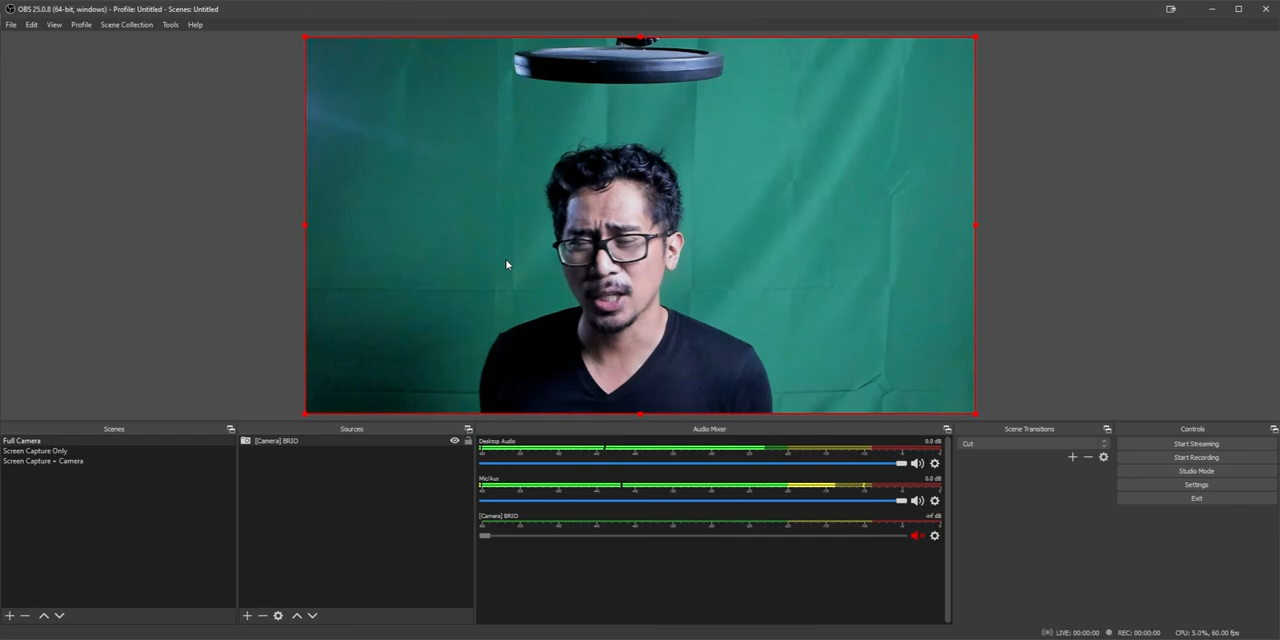 OBS 25.0.8 (64-bit, windows) - Profile: Untitled - Scenes: Untitled
File Edit View Profile Scene Collection Tools Help
Scenes
Full Camera
Screen Capture Only
Screen Capture + Camera
Sources
[Camera] BRIO
Audio Mixer
Desktop Audio 0.0 dB
Mic/Aux 0.0 dB
[Camera] BRIO -inf dB
Scene Transitions
Cut
Controls
Start Streaming
Start Recording
Studio Mode
Settings
Exit
LIVE: 00:00:00 REC: 00:00:00 CPU: 5.0%, 60.00 fps